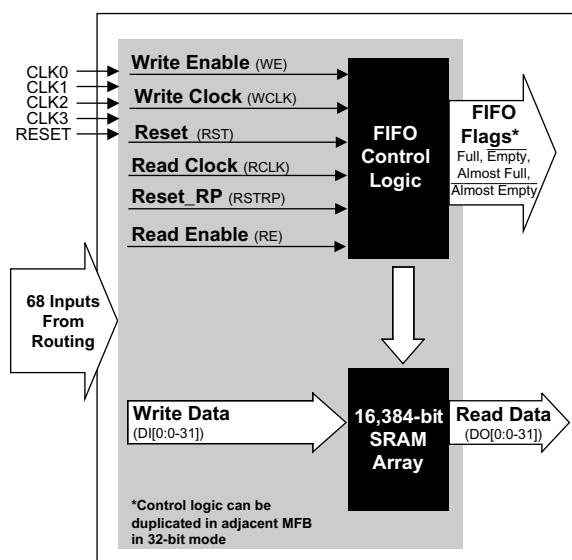 CLK0
CLK1
CLK2
CLK3
RESET
Write Enable (WE)
Write Clock (WCLK)
Reset (RST)
Read Clock (RCLK)
Reset_RP (RSTRP)
Read Enable (RE)
FIFO
Control
Logic
FIFO
Flags*
Full, Empty,
Almost Full,
Almost Empty
68 Inputs
From
Routing
Write Data
(DI[0:0-31])
16,384-bit
SRAM
Array
Read Data
(DO[0:0-31])
*Control logic can be
duplicated in adjacent MFB
in 32-bit mode